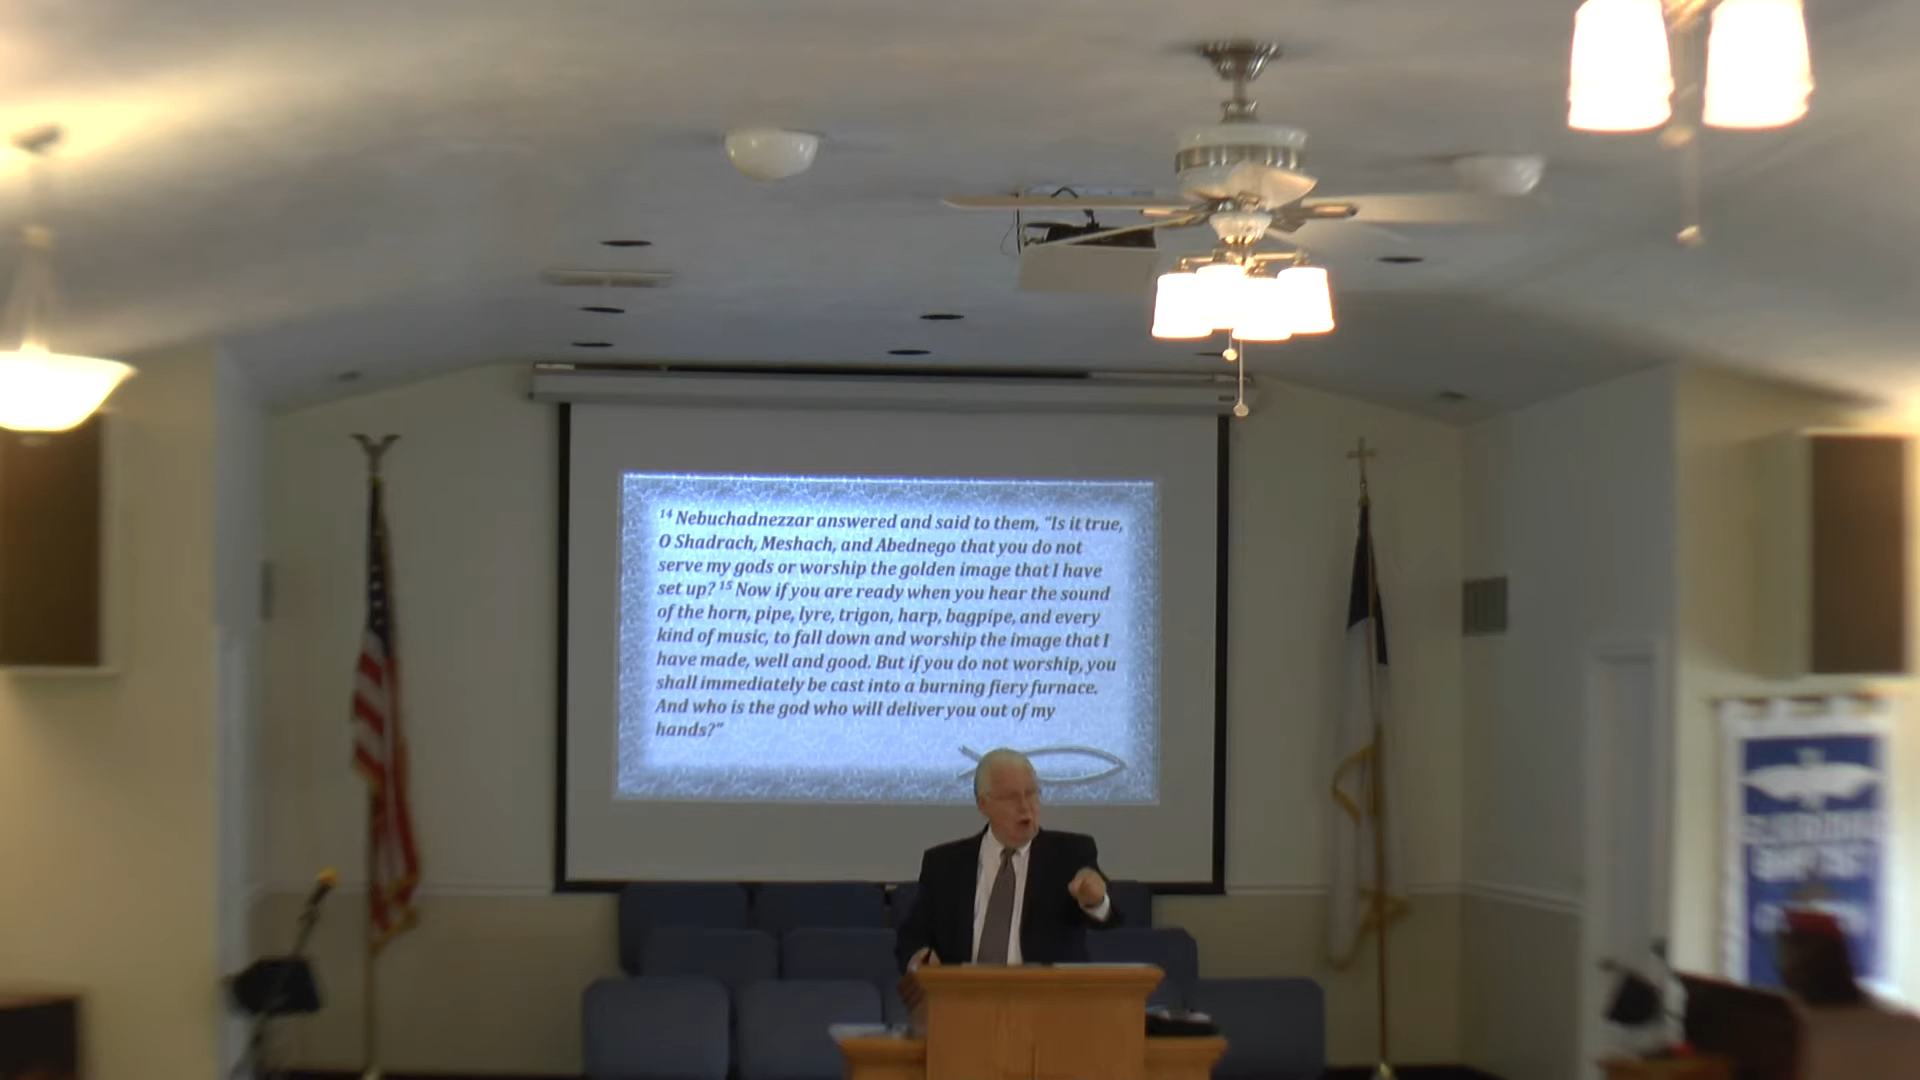 14 Nebuchadnezzar answered and said to them, "Is it true,
O Shadrach, Meshach, and Abednego that you do not
serve my gods or worship the golden image that I have
set up? 15 Now if you are ready when you hear the sound
of the horn, pipe, lyre, trigon, harp, bagpipe, and every
kind of music, to fall down and worship the image that I
have made, well and good. But if you do not worship, you
shall immediately be cast into a burning fiery furnace.
And who is the god who will deliver you out of my
hands?"